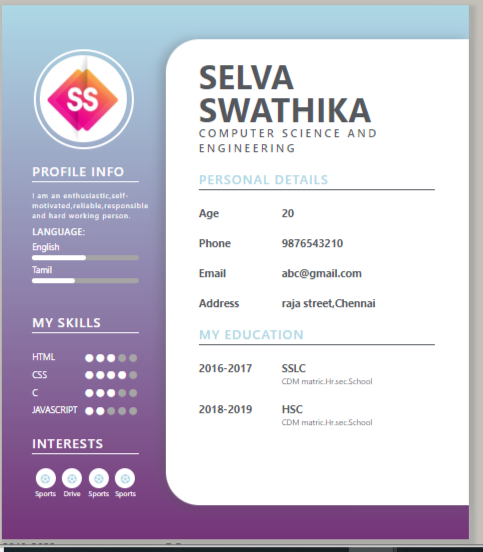 SS
PROFILE INFO
I am an enthusiastic,self-
motivated,reliable,responsible
and hard working person.
LANGUAGE:
English
Tamil
MY SKILLS
HTML
CSS
C
JAVASCRIPT
INTERESTS
Sports Drive Sports Sports
SELVA
SWATHIKA
COMPUTER SCIENCE AND
ENGINEERING
PERSONAL DETAILS
Age 20
Phone 9876543210
Email abc@gmail.com
Address raja street,Chennai
MY EDUCATION
2016-2017 SSLC
CDM matric.Hr.sec.School
2018-2019 HSC
CDM matric.Hr.sec.School